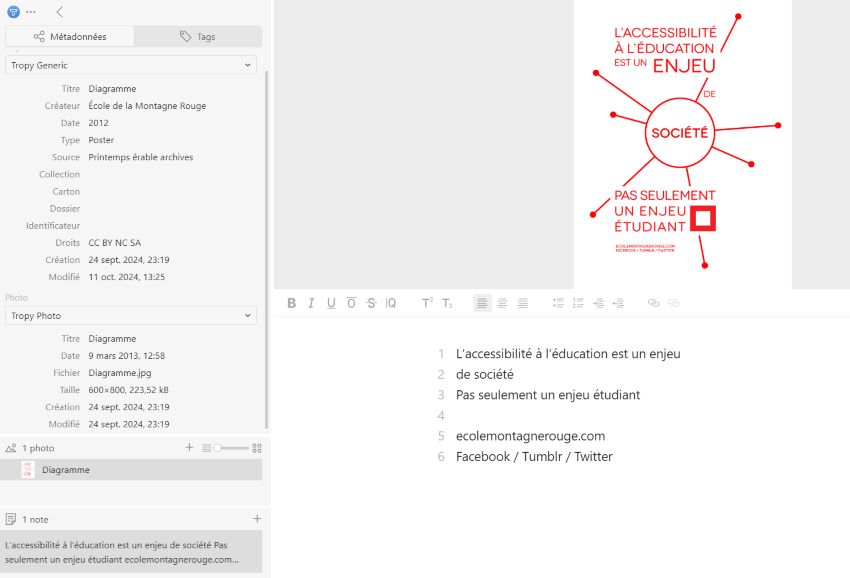 Métadonnées
Tags
Tropy Generic
Titre Diagramme
Créateur École de la Montagne Rouge
Date 2012
Type Poster
Source Printemps érable archives
Collection
Carton
Dossier
Identificateur
Droits CC BY NC SA
Création 24 sept. 2024, 23:19
Modifié 11 oct. 2024, 13:25
Photo
Tropy Photo
Titre Diagramme
Date 9 mars 2013, 12:58
Fichier Diagramme.jpg
Taille 600×800, 223,52 kB
Création 24 sept. 2024, 23:19
Modifié 24 sept. 2024, 23:19
1 photo
Diagramme
1 note
L'accessibilité à l'éducation est un enjeu de société Pas
seulement un enjeu étudiant ecolemontagnerouge.com...
L'ACCESSIBILITÉ
À L'ÉDUCATION
EST UN ENJEU
DE
SOCIÉTÉ
PAS SEULEMENT
UN ENJEU
ÉTUDIANT
ECOLEMONTAGNEROUGE.COM
FACEBOOK / TUMBLR / TWITTER
B I U O S Q T² T₂
1 L'accessibilité à l'éducation est un enjeu
2 de société
3 Pas seulement un enjeu étudiant
4
5 ecolemontagnerouge.com
6 Facebook / Tumblr / Twitter